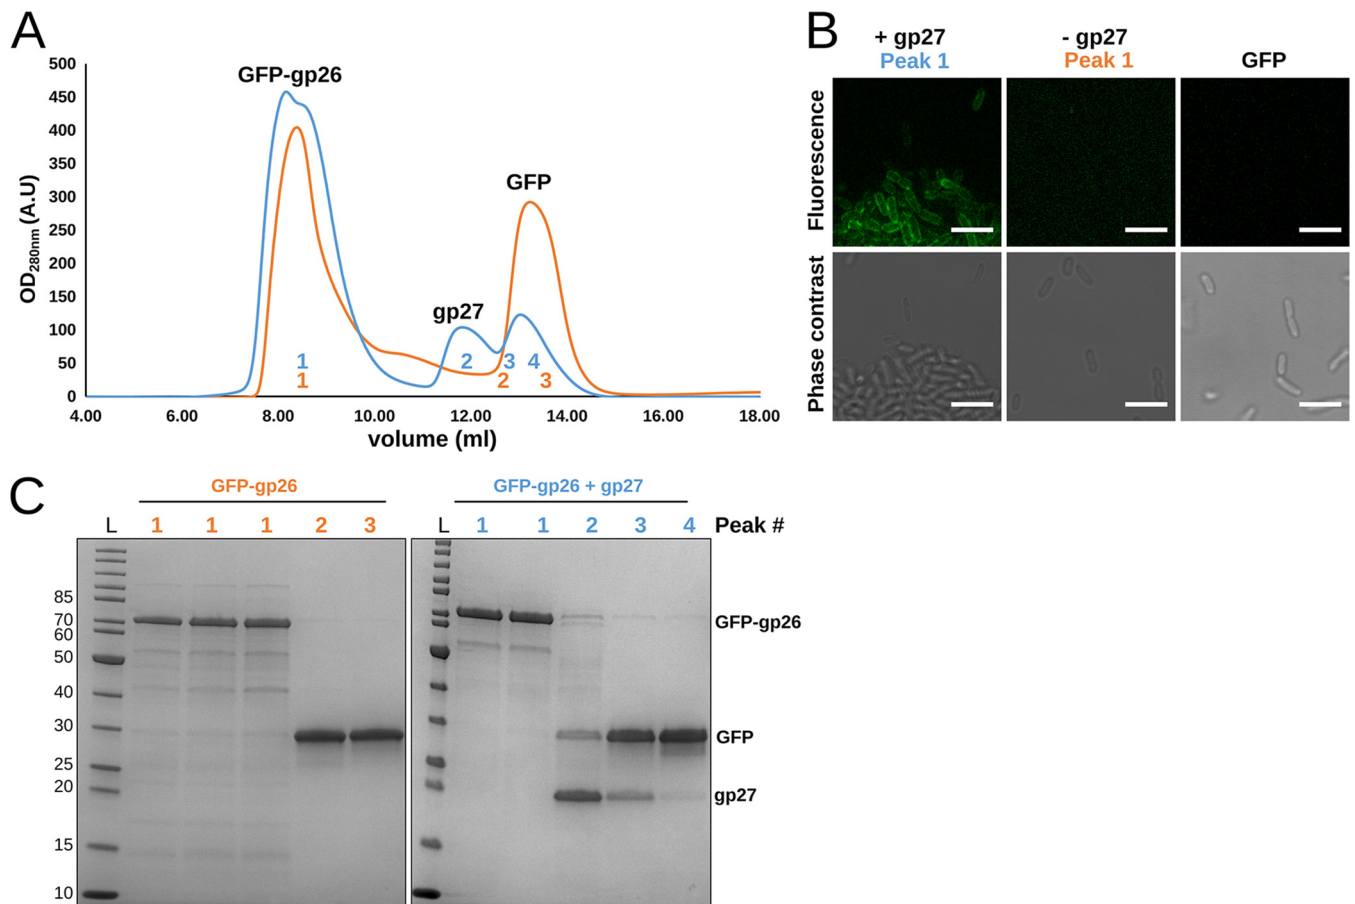 A
500
450
400
350
300
250
200
150
100
50
0
OD280nm (A.U)
GFP-gp26
gp27
GFP
1
1
2
3
4
2
3
4.00 6.00 8.00 10.00 12.00 14.00 16.00 18.00
volume (ml)
B
+ gp27 - gp27
Peak 1 Peak 1 GFP
Fluorescence
Phase contrast
C
GFP-gp26 GFP-gp26 + gp27
L 1 1 1 2 3 L 1 1 2 3 4 Peak #
85
70
60
50
40
30
25
20
15
10
GFP-gp26
GFP
gp27